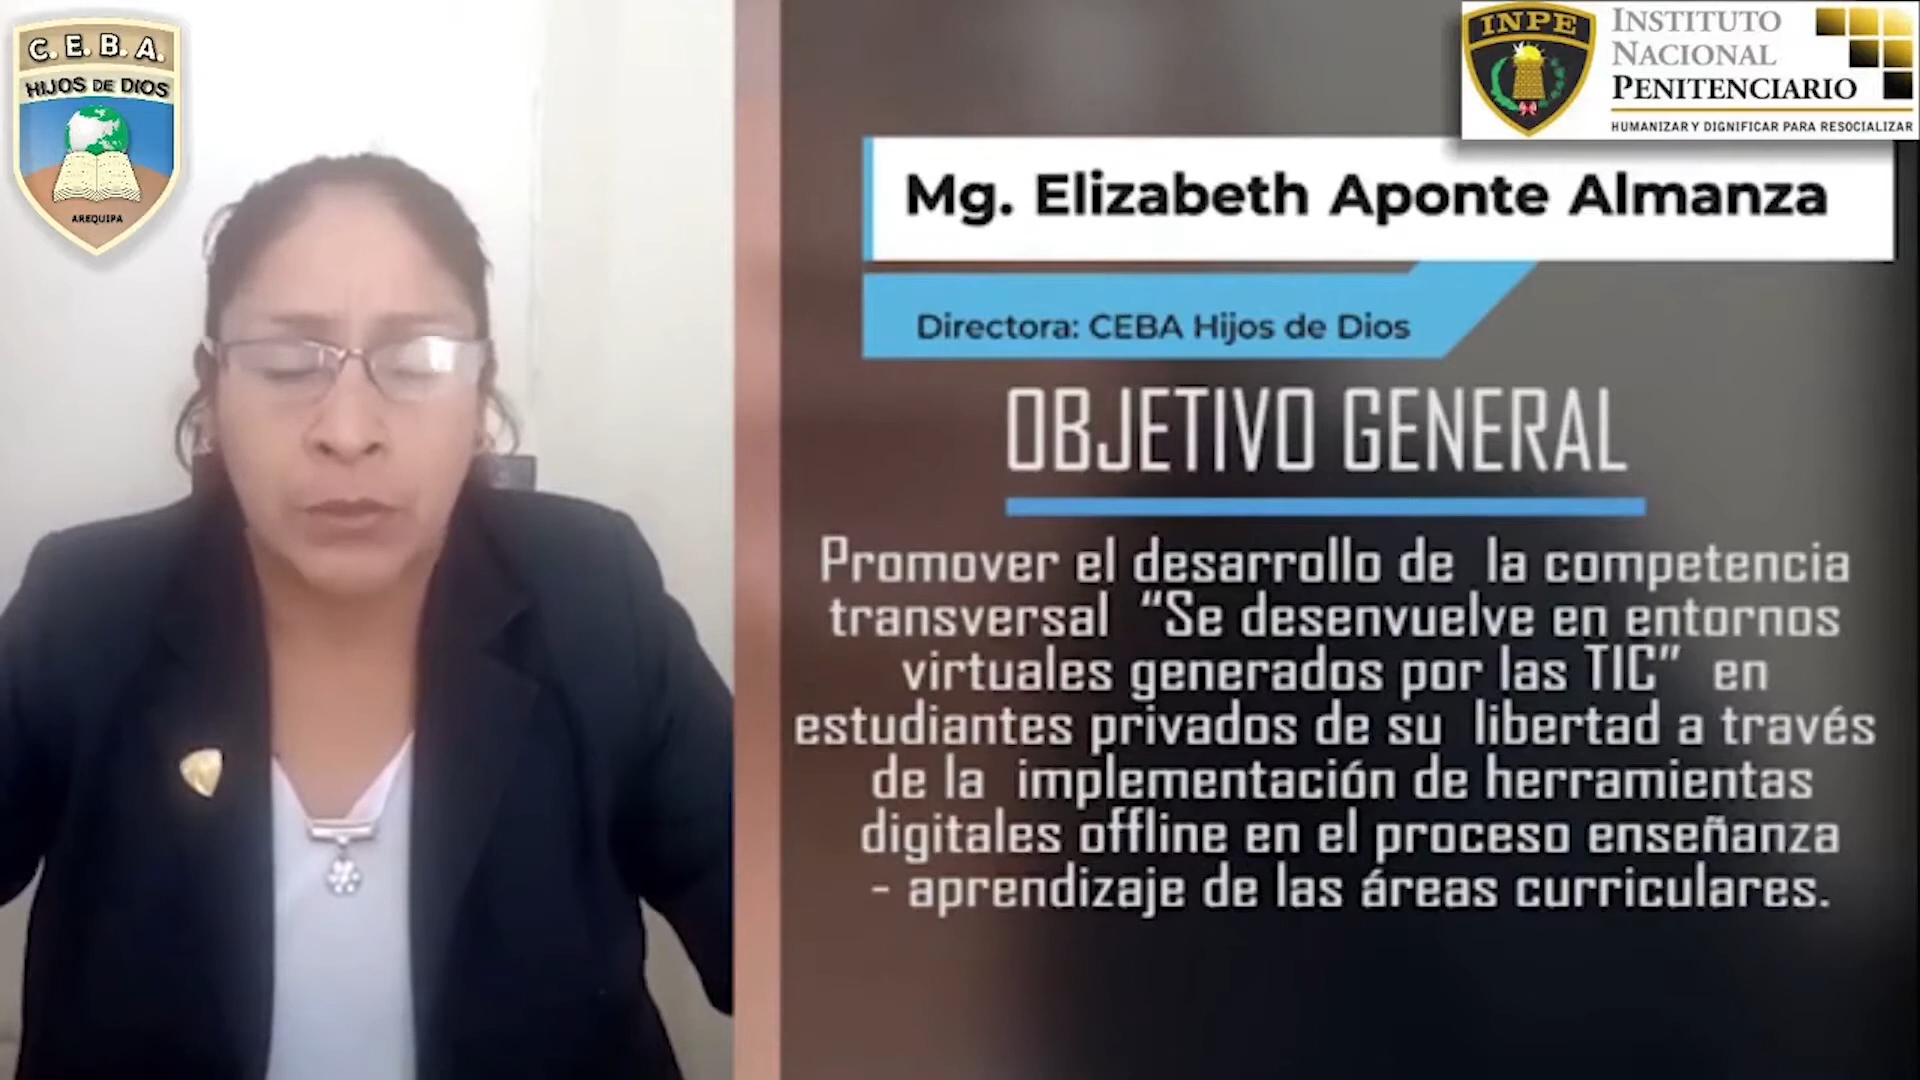 C. E. B. A.
HIJOS DE DIOS
AREQUIPA
INPE
INSTITUTO
NACIONAL
PENITENCIARIO
HUMANIZAR Y DIGNIFICAR PARA RESOCIALIZAR
Mg. Elizabeth Aponte Almanza
Directora: CEBA Hijos de Dios
OBJETIVO GENERAL
Promover el desarrollo de la competencia
transversal “Se desenvuelve en entornos
virtuales generados por las TIC” en
estudiantes privados de su libertad a través
de la implementación de herramientas
digitales offline en el proceso enseñanza
- aprendizaje de las áreas curriculares.